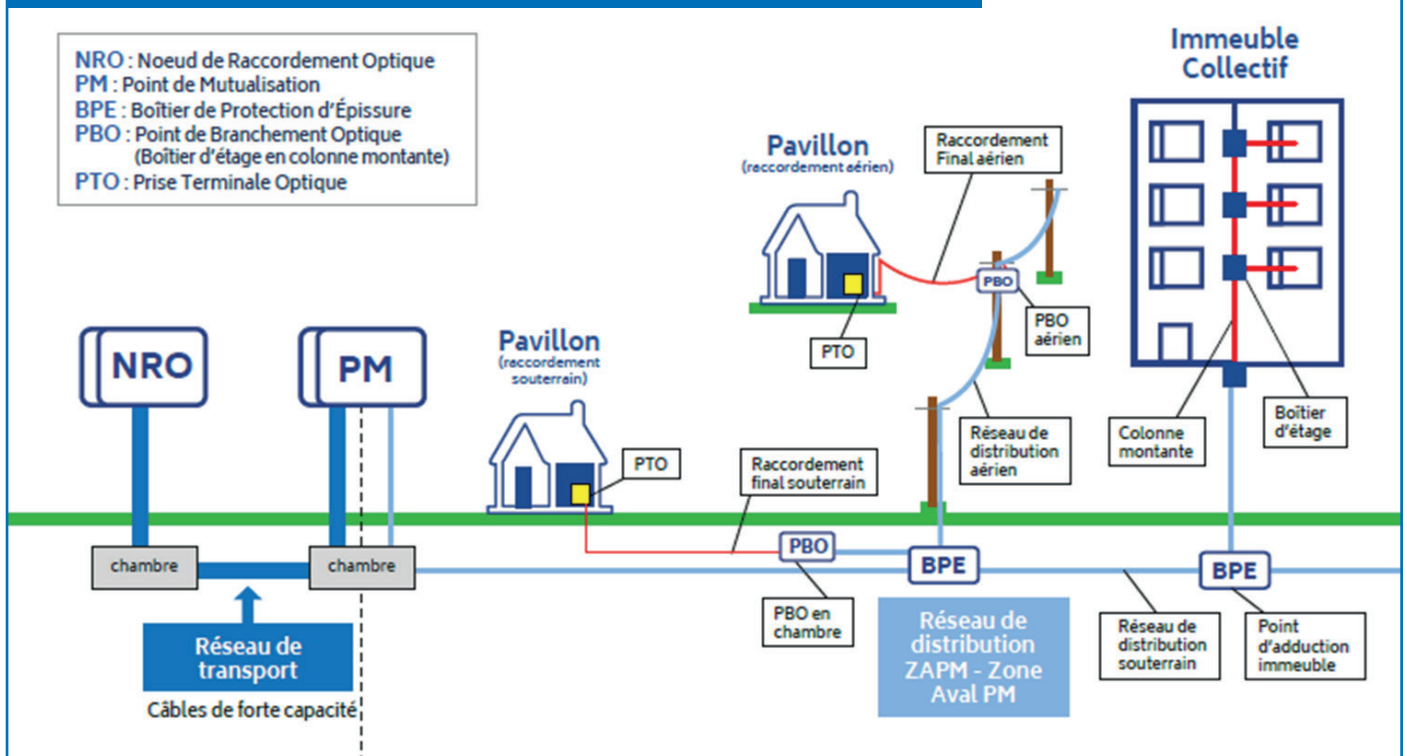 NRO : Noeud de Raccordement Optique
PM : Point de Mutualisation
BPE : Boîtier de Protection d'Épissure
PBO : Point de Branchement Optique
(Boîtier d'étage en colonne montante)
PTO : Prise Terminale Optique
Immeuble
Collectif
Pavillon
(raccordement aérien)
Raccordement
Final aérien
PBO
PBO
aérien
PTO
NRO
PM
Pavillon
(raccordement
souterrain)
PTO
Raccordement
final souterrain
Réseau de
distribution
aérien
Colonne
montante
Boîtier
d'étage
chambre
chambre
PBO
BPE
BPE
PBO en
chambre
Réseau de
transport
Câbles de forte capacité
Réseau de
distribution
ZAPM - Zone
Aval PM
Réseau de
distribution
souterrain
Point
d'adduction
immeuble